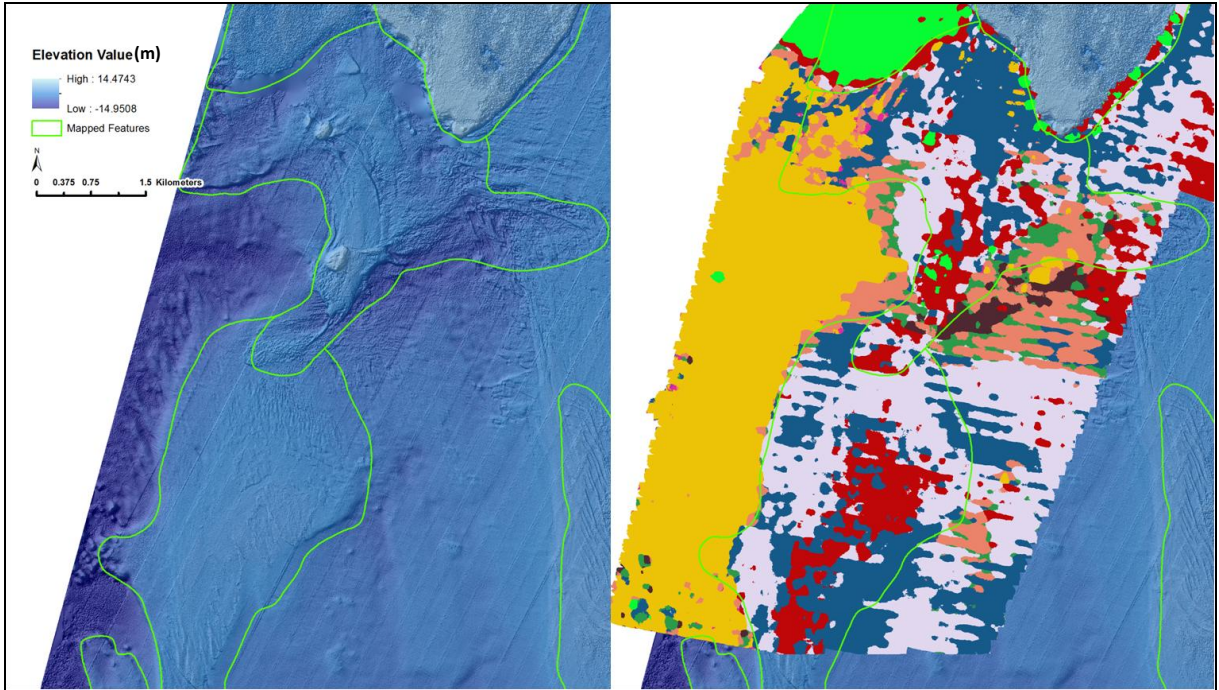 Elevation Value(m)
High : 14.4743
Low : -14.9508
Mapped Features
N
0 0.375 0.75 1.5 Kilometers